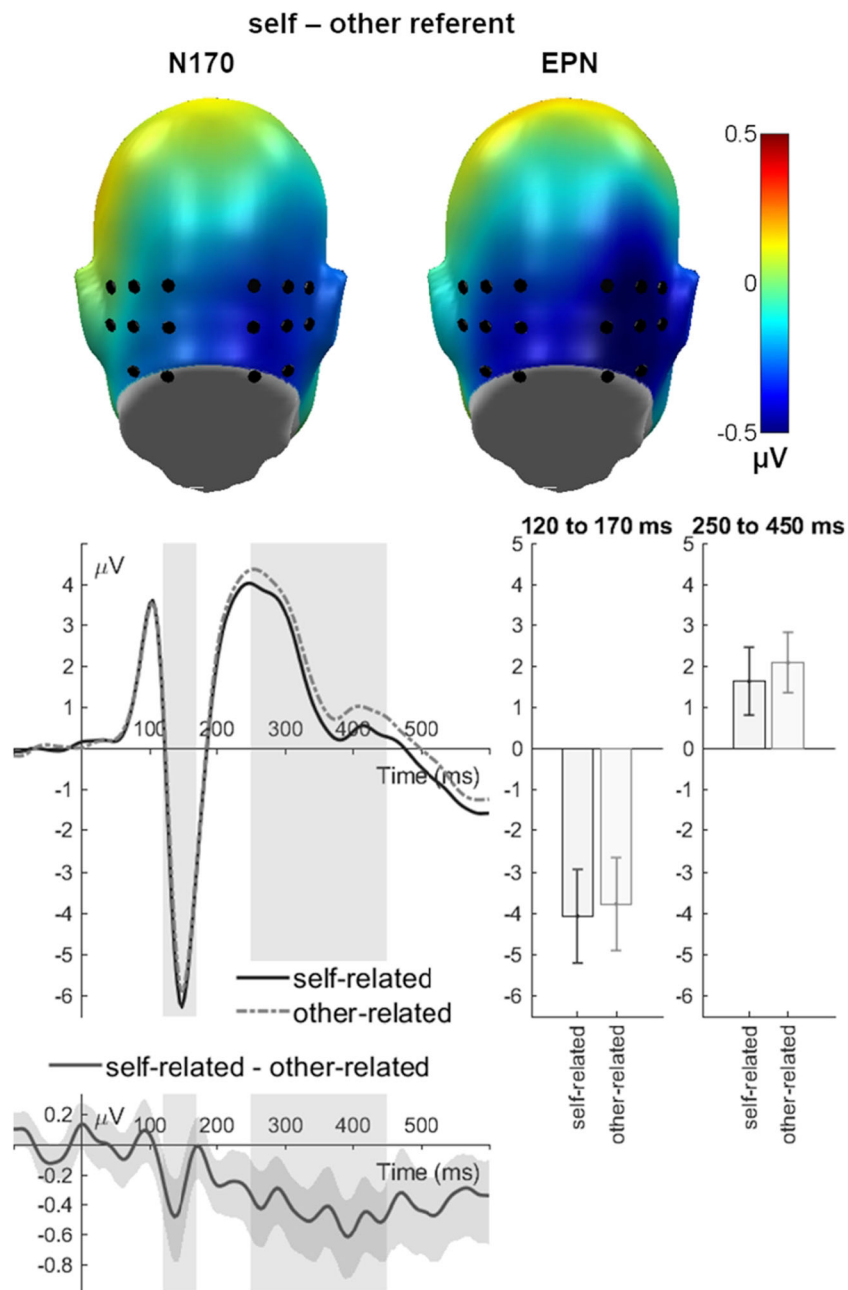 self – other referent
N170 EPN
0.5
0
-0.5
µV
120 to 170 ms 250 to 450 ms
µV
4
3
2
1
-1
-2
-3
-4
-5
-6
100 200 300 400 500
Time (ms)
self-related
other-related
5
4
3
2
1
0
-1
-2
-3
-4
-5
-6
self-related
other-related
5
4
3
2
1
0
-1
-2
-3
-4
-5
-6
self-related
other-related
self-related - other-related
µV
0.2
-0.2
-0.4
-0.6
-0.8
100 200 300 400 500
Time (ms)